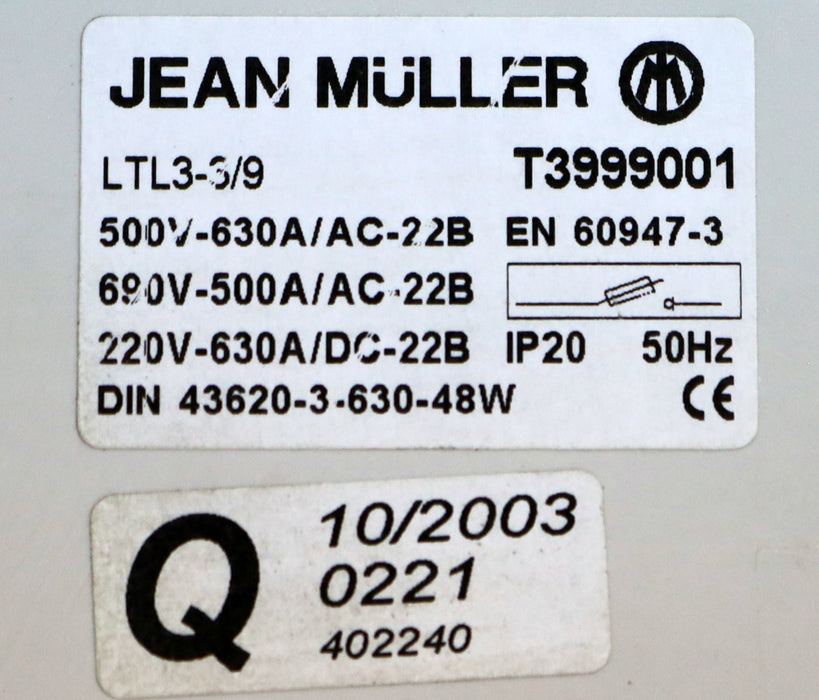 JEAN MÜLLER
LTL3-3/9 T3999001
500V-630A/AC-22B EN 60947-3
690V-500A/AC-22B
220V-630A/DC-22B IP20 50Hz
DIN 43620-3-630-48W CE
Q 10/2003
0221
402240